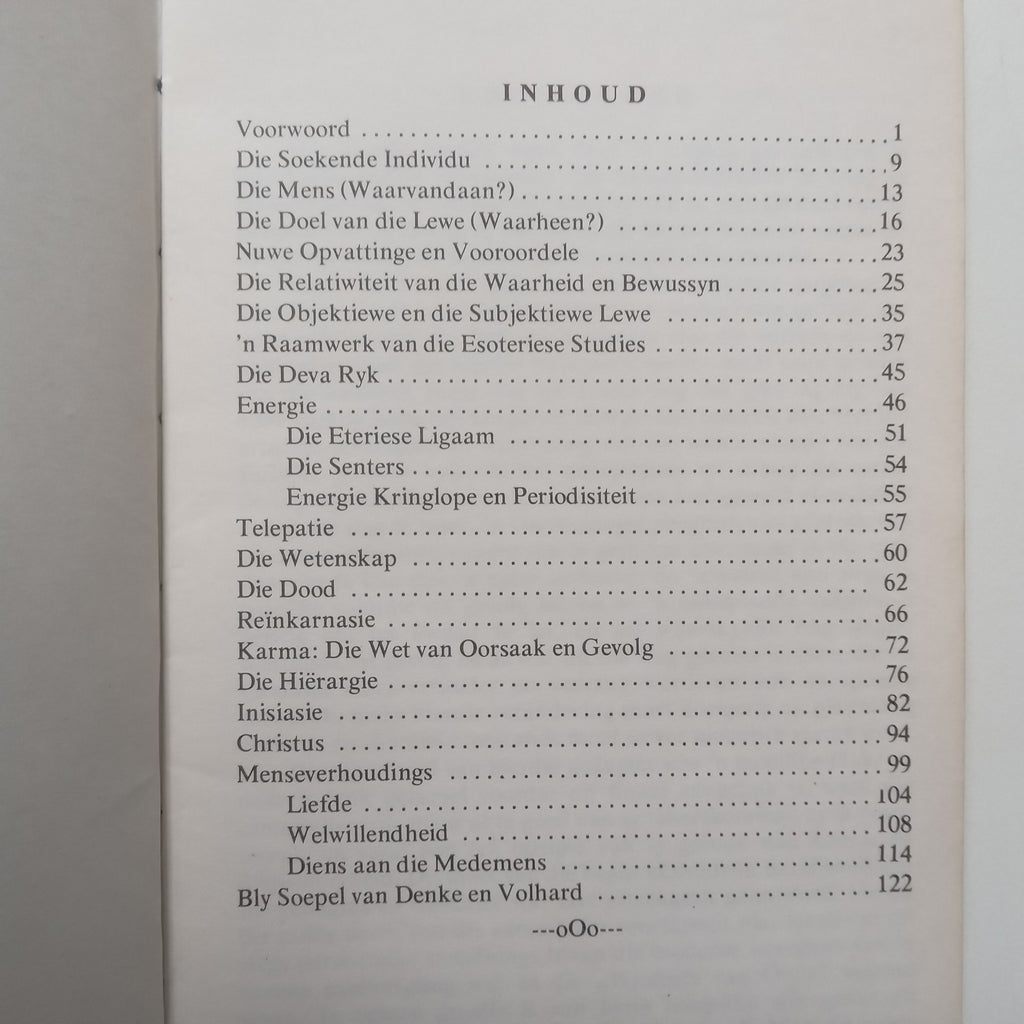 INHOUD
Voorwoord ............................................ 1
Die Soekende Individu ................................. 9
Die Mens (Waarvandaan?) .............................. 13
Die Doel van die Lewe (Waarheen?) ..................... 16
Nuwe Opvattinge en Vooroordele ....................... 23
Die Relatiwiteit van die Waarheid en Bewussyn ............. 25
Die Objektiewe en die Subjektiewe Lewe .................. 35
'n Raamwerk van die Esoteriese Studies ................... 37
Die Deva Ryk ........................................ 45
Energie ............................................. 46
Die Eteriese Ligaam .............................. 51
Die Senters ...................................... 54
Energie Kringlope en Periodisiteit .................... 55
Telepatie ........................................... 57
Die Wetenskap ....................................... 60
Die Dood ........................................... 62
Reïnkarnasie ........................................ 66
Karma: Die Wet van Oorsaak en Gevolg .................. 72
Die Hiërargie ........................................ 76
Inisiasie ............................................ 82
Christus ............................................ 94
Menseverhoudings .................................... 99
Liefde .......................................... 104
Welwillendheid .................................. 108
Diens aan die Medemens .......................... 114
Bly Soepel van Denke en Volhard ....................... 122
---oOo---